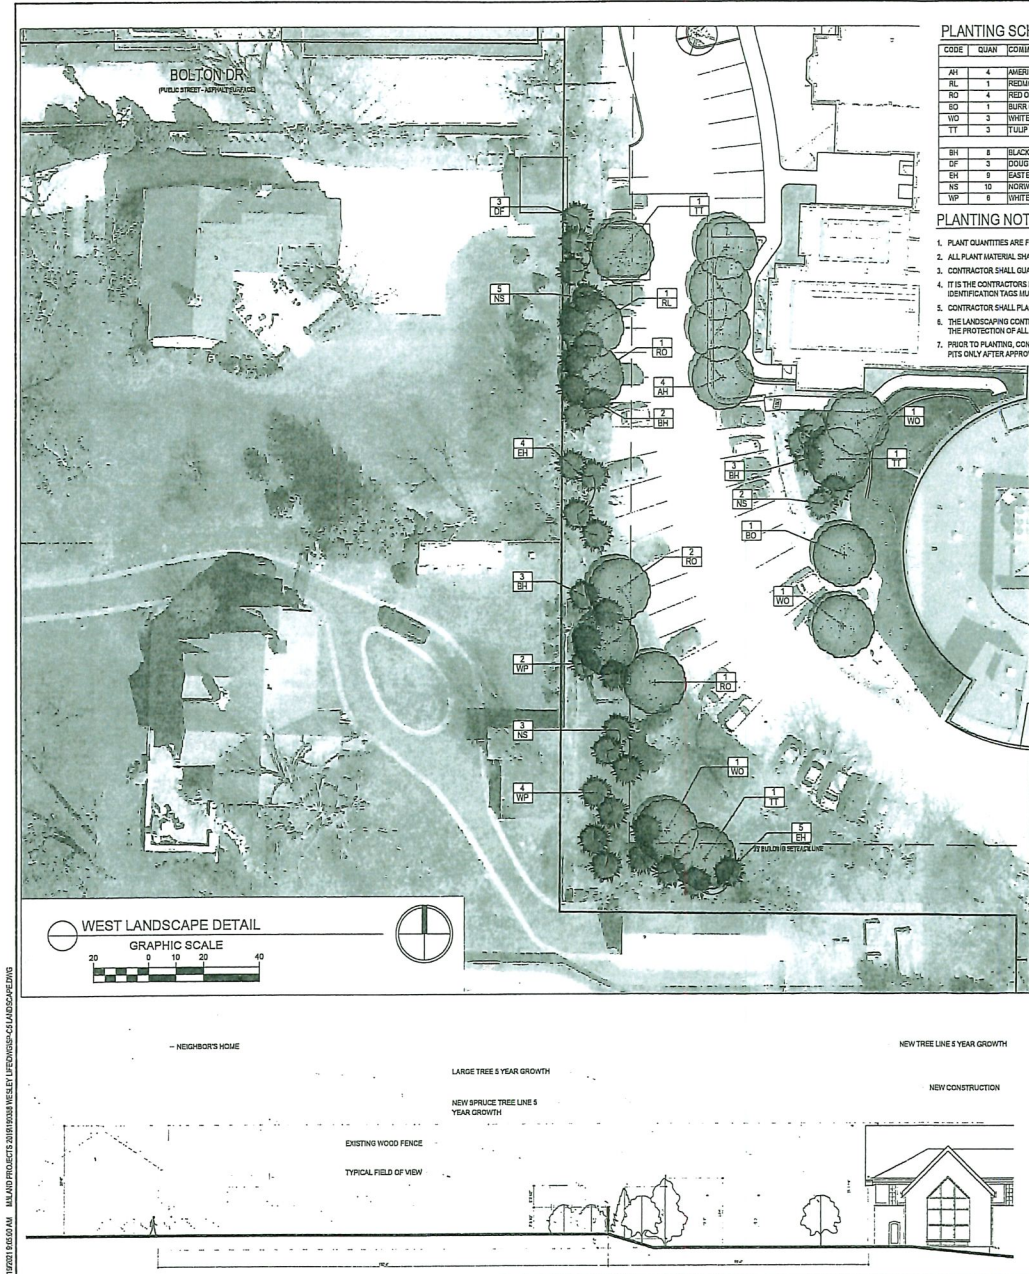 PLANTING SCH
CODE QUAN COMM
AH 4 AMERI
RL 1 REDM
RO 4 RED O
BO 1 BURR
WO 3 WHITE
TT 3 TULIP
BH 8 BLACK
DF 3 DOUG
EH 9 EASTE
NS 10 NORW
WP 6 WHITE
PLANTING NOT
1. PLANT QUANTITIES ARE F
2. ALL PLANT MATERIAL SHA
3. CONTRACTOR SHALL GUA
4. IT IS THE CONTRACTORS
IDENTIFICATION TAGS MU
5. CONTRACTOR SHALL PLA
6. THE LANDSCAPING CONT
THE PROTECTION OF ALL
7. PRIOR TO PLANTING, CON
PITS ONLY AFTER APPROV
BOLTON DR
(PUBLIC STREET - ASPHALT SURFACE)
3
DF
1
TT
5
NS
1
RL
1
RO
4
AH
2
BH
1
WO
4
EH
1
TT
3
BH
2
NS
1
BO
2
RO
3
BH
1
WO
2
WP
1
RO
3
NS
1
WO
4
WP
1
TT
5
EH
BUILDING SETBACK LINE
WEST LANDSCAPE DETAIL
GRAPHIC SCALE
20 0 10 20 40
NEIGHBOR'S HOME
NEW TREE LINE 5 YEAR GROWTH
LARGE TREE 5 YEAR GROWTH
NEW CONSTRUCTION
NEW SPRUCE TREE LINE 5
YEAR GROWTH
EXISTING WOOD FENCE
TYPICAL FIELD OF VIEW